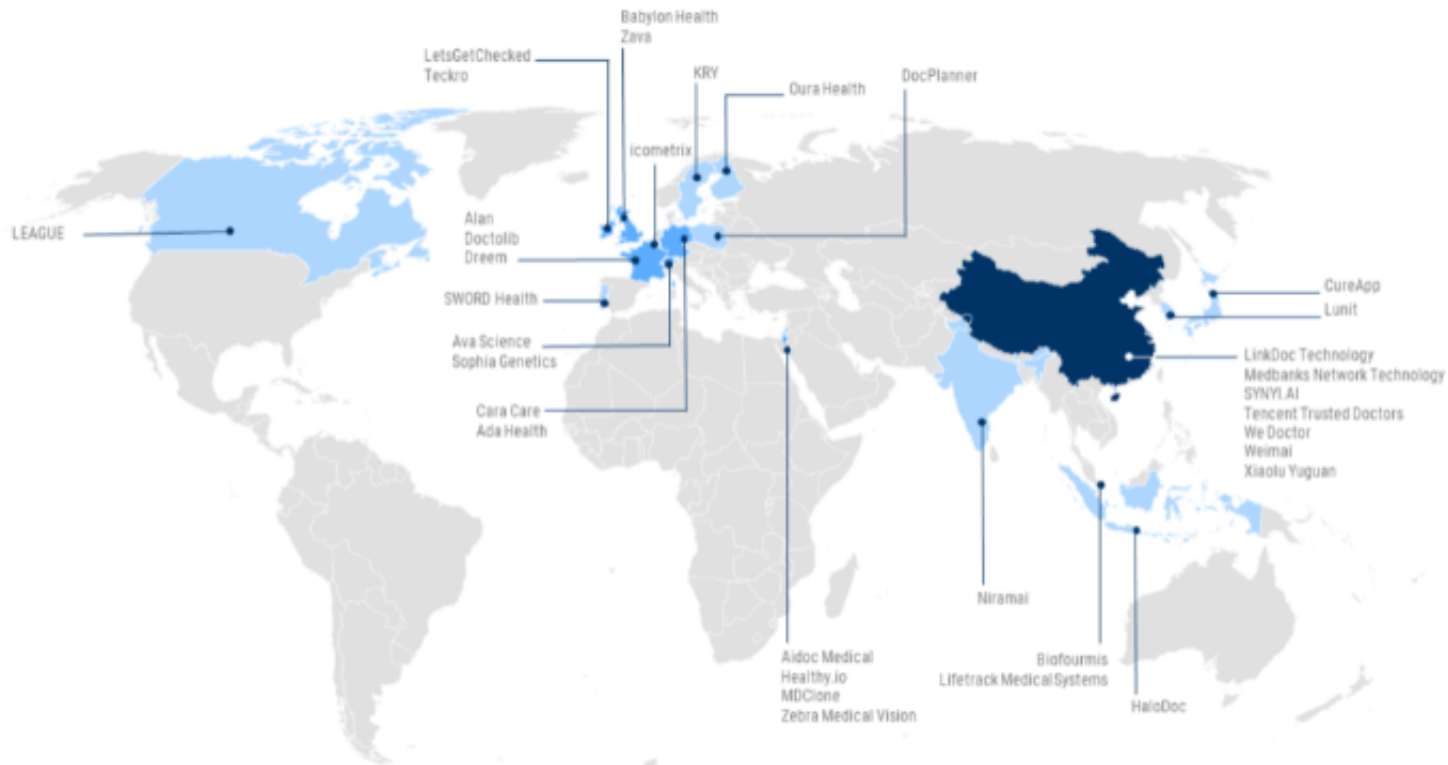 Babylon Health
Zava
LetsGetChecked
Teckro
KRY
Oura Health
DocPlanner
icometrix
LEAGUE
Alan
Doctolib
Dreem
SWORD Health
Ava Science
Sophia Genetics
Cara Care
Ada Health
CureApp
Lunit
LinkDoc Technology
Medbanks Network Technology
SYNYI.AI
Tencent Trusted Doctors
We Doctor
Weimai
Xiaolu Yuguan
Niramai
Aidoc Medical
Healthy.io
MDClone
Zebra Medical Vision
Biofourmis
Lifetrack Medical Systems
HaloDoc